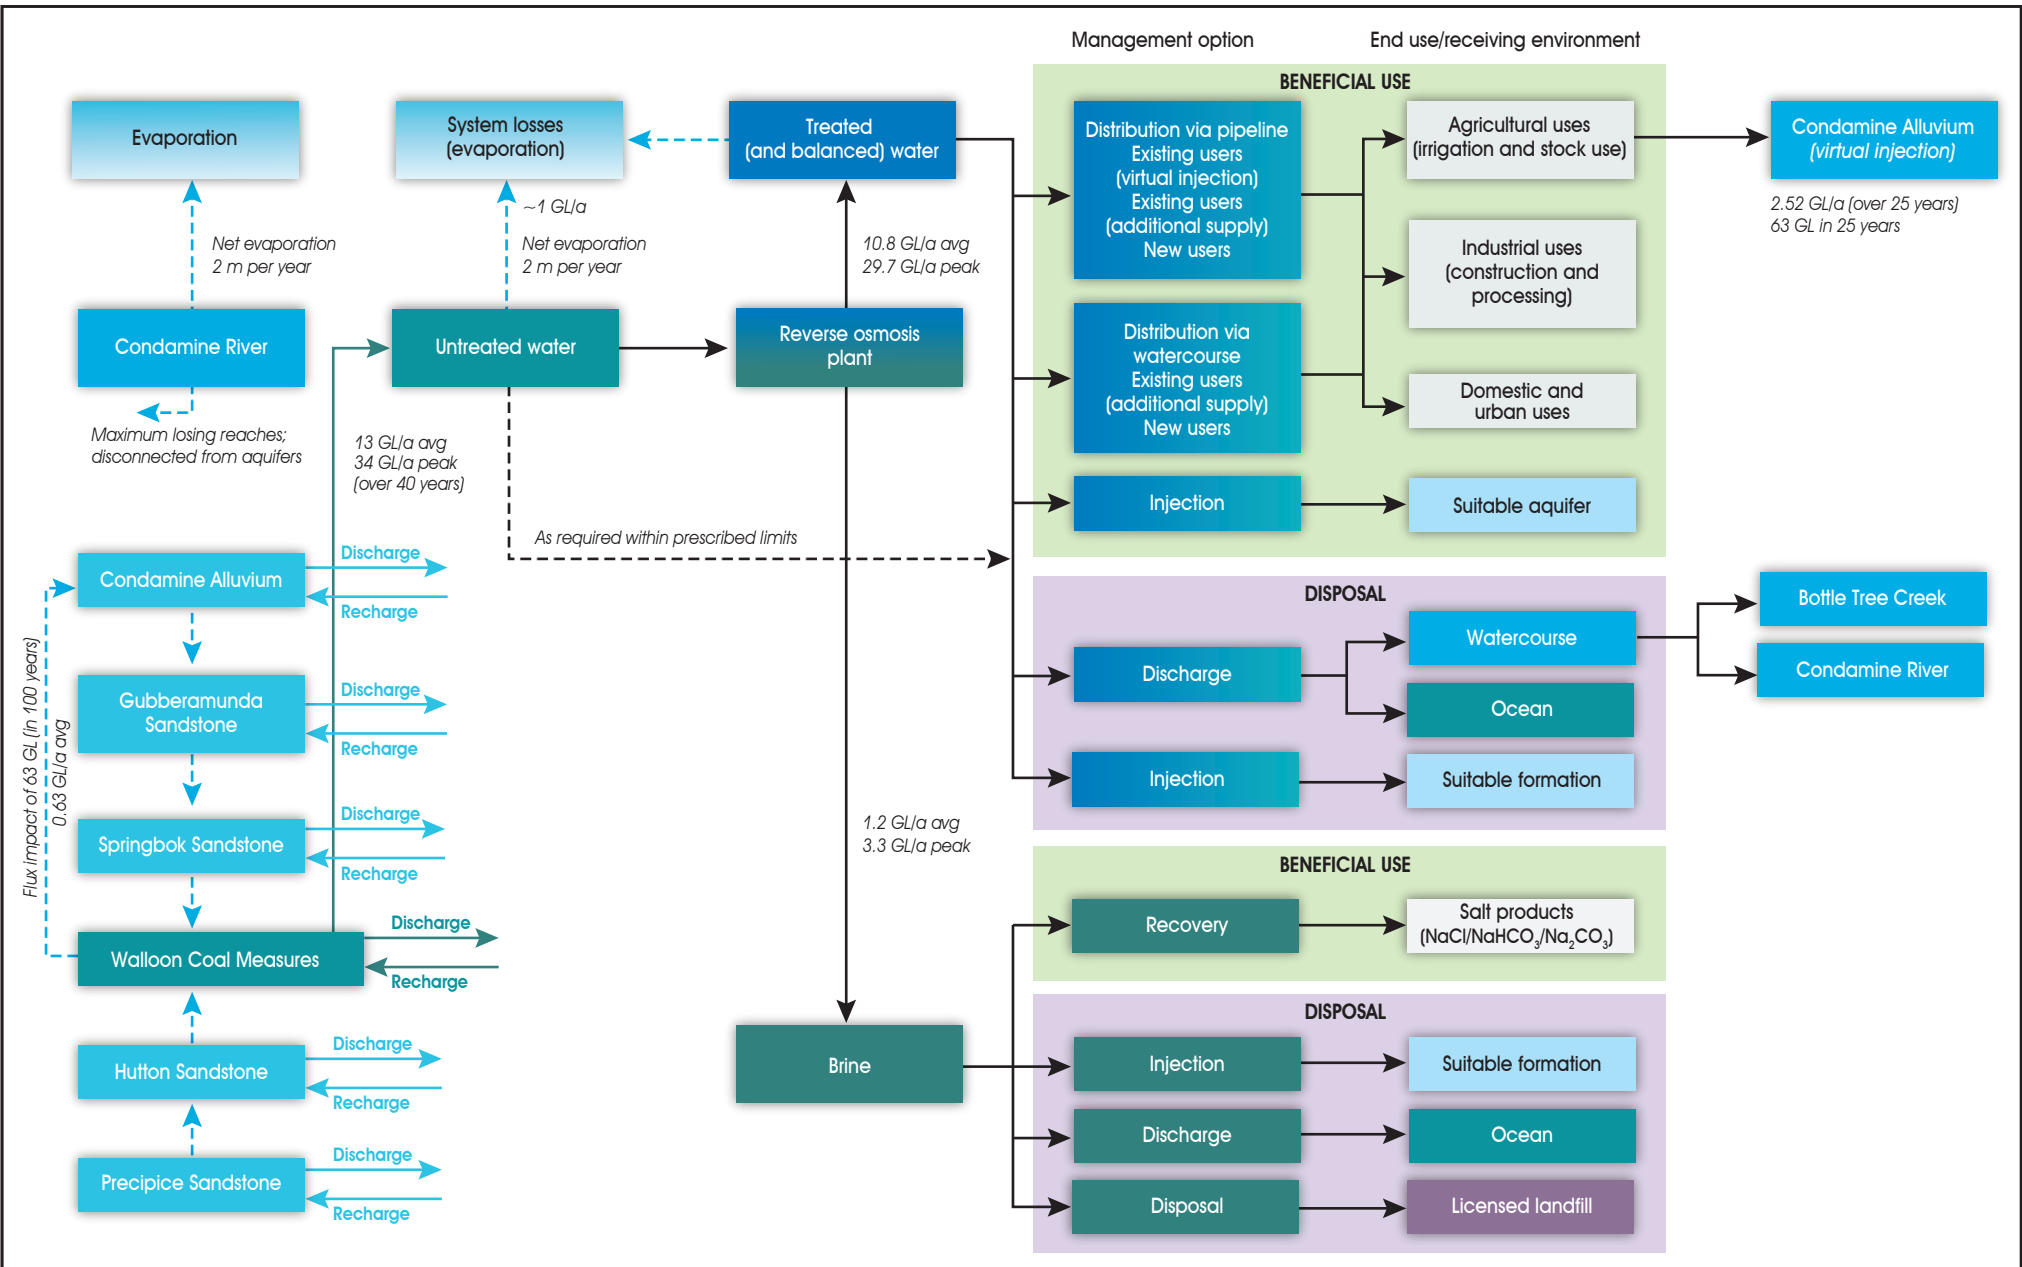 Management option
End use/receiving environment
BENEFICIAL USE
Evaporation
System losses
(evaporation)
Treated
(and balanced) water
Distribution via pipeline
Existing users
(virtual injection)
Existing users
(additional supply)
New users
Agricultural uses
(irrigation and stock use)
Condamine Alluvium
(virtual injection)
2.52 GL/a (over 25 years)
63 GL in 25 years
~1 GL/a
Net evaporation
2 m per year
Net evaporation
2 m per year
10.8 GL/a avg
29.7 GL/a peak
Industrial uses
(construction and
processing)
Condamine River
Untreated water
Reverse osmosis
plant
Distribution via
watercourse
Existing users
(additional supply)
New users
Domestic and
urban uses
Maximum losing reaches;
disconnected from aquifers
13 GL/a avg
34 GL/a peak
(over 40 years)
Injection
Suitable aquifer
As required within prescribed limits
Condamine Alluvium
Discharge
Recharge
DISPOSAL
Discharge
Watercourse
Ocean
Bottle Tree Creek
Condamine River
Injection
Suitable formation
Flux impact of 63 GL (in 100 years)
0.63 GL/a avg
Gubberamunda
Sandstone
Discharge
Recharge
Springbok Sandstone
Discharge
Recharge
1.2 GL/a avg
3.3 GL/a peak
BENEFICIAL USE
Recovery
Salt products
(NaCl/NaHCO3/Na2CO3)
Walloon Coal Measures
Discharge
Recharge
DISPOSAL
Hutton Sandstone
Discharge
Recharge
Brine
Injection
Suitable formation
Discharge
Ocean
Precipice Sandstone
Discharge
Recharge
Disposal
Licensed landfill